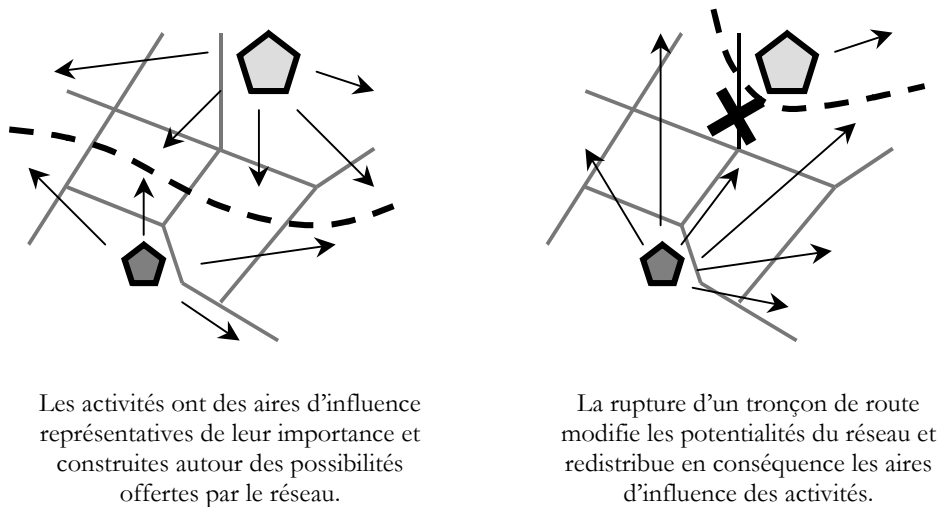 Les activités ont des aires d’influence
représentatives de leur importance et
construites autour des possibilités
offertes par le réseau.
La rupture d’un tronçon de route
modifie les potentialités du réseau et
redistribue en conséquence les aires
d’influence des activités.